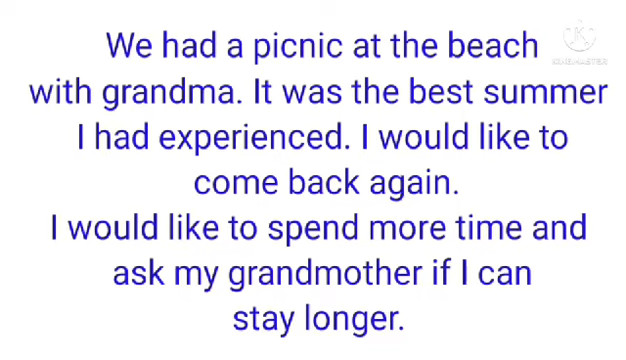 We had a picnic at the beach
with grandma. It was the best summer
I had experienced. I would like to
come back again.
I would like to spend more time and
ask my grandmother if I can
stay longer.
KINEMASTER